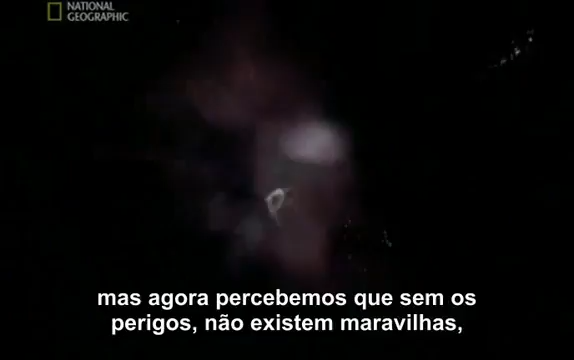 NATIONAL
GEOGRAPHIC
mas agora percebemos que sem os
perigos, não existem maravilhas,